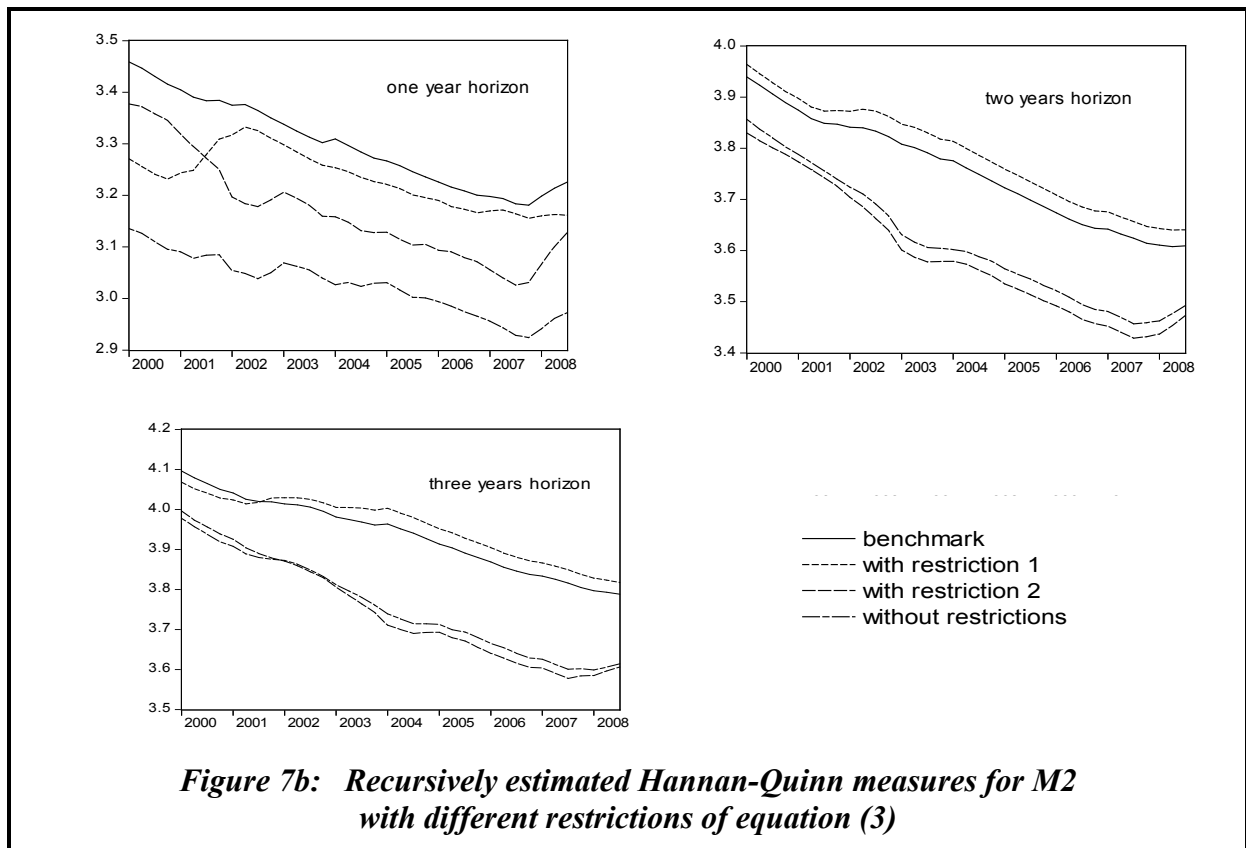 one year horizon
3.5
3.4
3.3
3.2
3.1
3.0
2.9
2000 2001 2002 2003 2004 2005 2006 2007 2008
two years horizon
4.0
3.9
3.8
3.7
3.6
3.5
3.4
2000 2001 2002 2003 2004 2005 2006 2007 2008
three years horizon
4.2
4.1
4.0
3.9
3.8
3.7
3.6
3.5
2000 2001 2002 2003 2004 2005 2006 2007 2008
benchmark
with restriction 1
with restriction 2
without restrictions
Figure 7b: Recursively estimated Hannan-Quinn measures for M2
with different restrictions of equation (3)